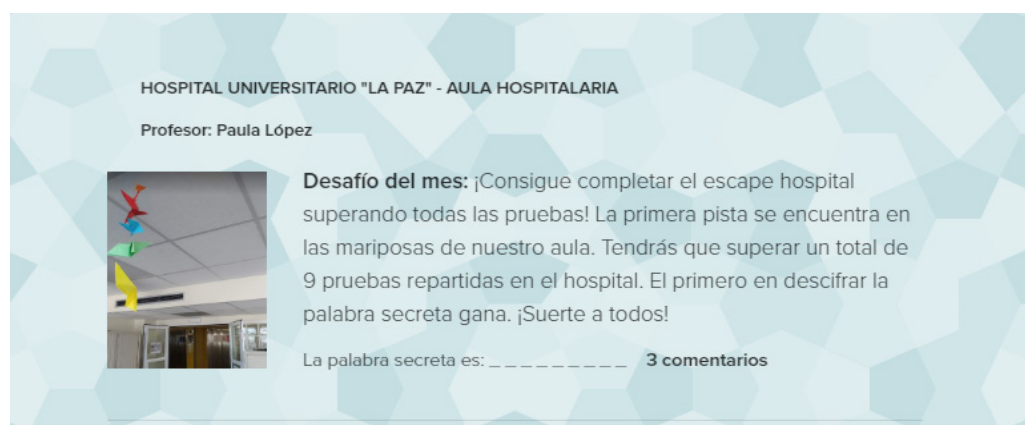 HOSPITAL UNIVERSITARIO "LA PAZ" - AULA HOSPITALARIA
Profesor: Paula López
Desafío del mes: ¡Consigue completar el escape hospital
superando todas las pruebas! La primera pista se encuentra en
las mariposas de nuestro aula. Tendrás que superar un total de
9 pruebas repartidas en el hospital. El primero en descifrar la
palabra secreta gana. ¡Suerte a todos!
La palabra secreta es: _ _ _ _ _ _ _ _ _ 3 comentarios